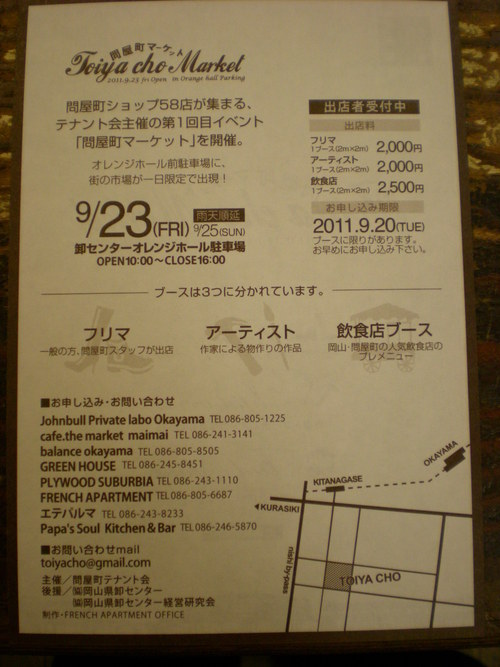 問屋町マーケット
Toiya cho Market
2011.9.23 fri Open in Orange Hall Parking
問屋町ショップ58店が集まる、
テナント会主催の第1回目イベント
「問屋町マーケット」を開催。
オレンジホール前駐車場に、
街の市場が一日限定で出現！
9/23(FRI) 雨天順延 9/25(SUN)
卸センターオレンジホール駐車場
OPEN10:00〜CLOSE16:00
出店者受付中
出店料
フリマ
1ブース(2m×2m) 2,000円
アーティスト
1ブース(2m×2m) 2,000円
飲食店
1ブース(2m×2m) 2,500円
お申し込み期限
2011.9.20(TUE)
ブースに限りがあります。
お早めにお申し込み下さい。
ブースは3つに分かれています。
フリマ
一般の方、問屋町スタッフが出店
アーティスト
作家による物作りの作品
飲食店ブース
岡山・問屋町の人気飲食店の
プレメニュー
■お申し込み・お問い合わせ
Johnbull Private labo Okayama TEL 086-805-1225
cafe.the market maimai TEL 086-241-3141
balance okayama TEL 086-805-8505
GREEN HOUSE TEL 086-245-8451
PLYWOOD SUBURBIA TEL 086-243-1110
FRENCH APARTMENT TEL 086-805-6687
エテパルマ TEL 086-243-8233
Papa's Soul Kitchen & Bar TEL 086-246-5870
■お問い合わせmail
toiyacho@gmail.com
主催／問屋町テナント会
後援／㈿岡山県卸センター
㈿岡山県卸センター経営研究会
制作・FRENCH APARTMENT OFFICE
OKAYAMA
KITANAGASE
◀KURASIKI
nishi by-pass
TOIYA CHO